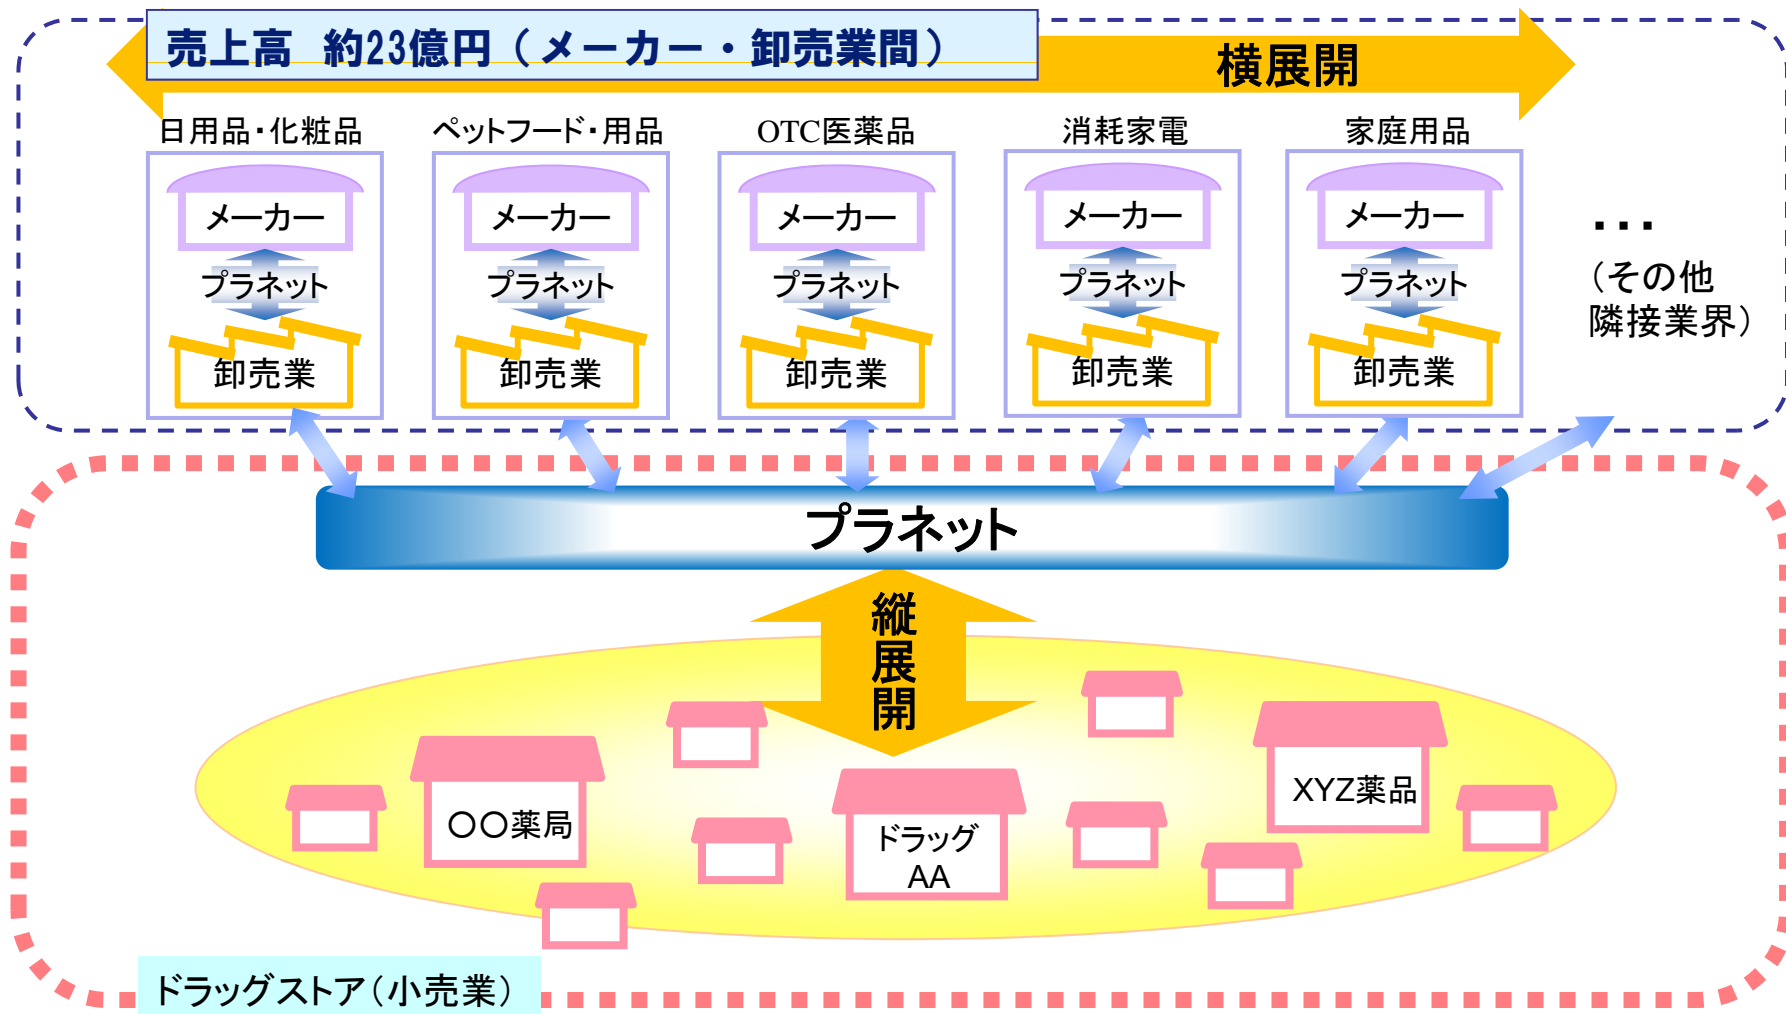 売上高 約23億円（メーカー・卸売業間）
横展開
日用品・化粧品
ペットフード・用品
OTC医薬品
消耗家電
家庭用品
メーカー
メーカー
メーカー
メーカー
メーカー
プラネット
プラネット
プラネット
プラネット
プラネット
卸売業
卸売業
卸売業
卸売業
卸売業
・・・
（その他
隣接業界）
プラネット
縦展開
〇〇薬局
ドラッグ
AA
XYZ薬品
ドラッグストア（小売業）